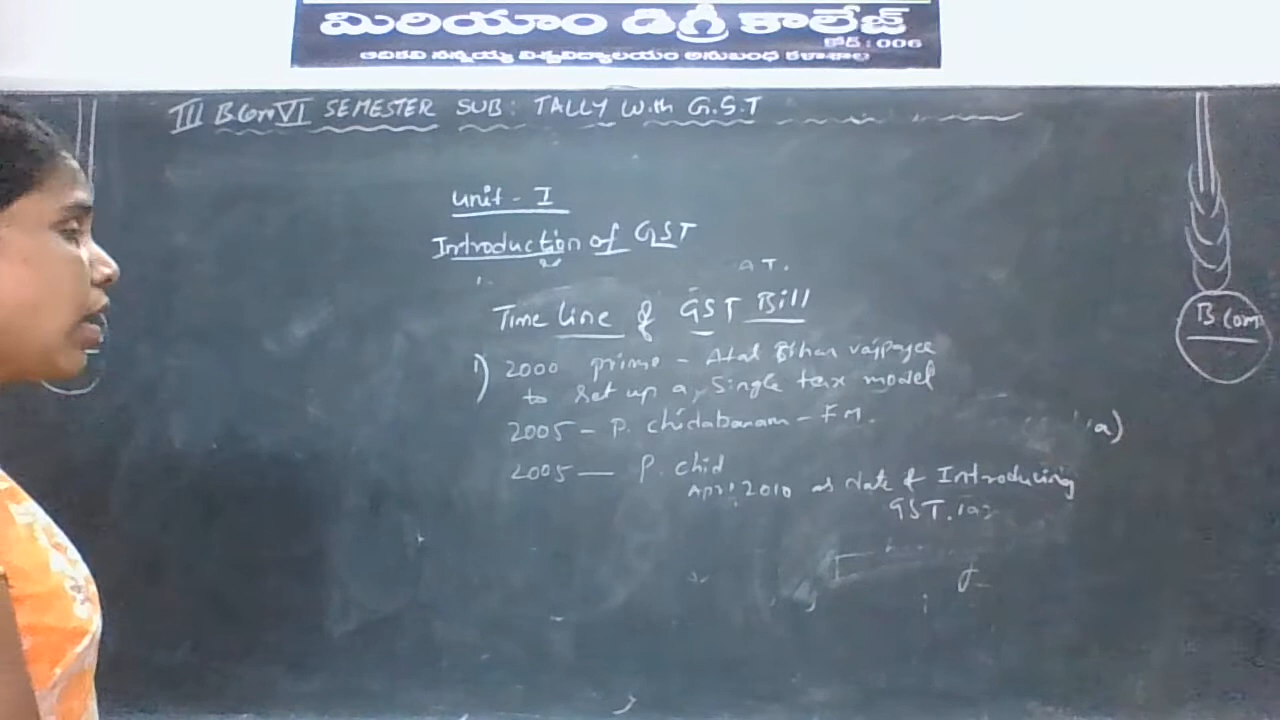 మిరియాం డిగ్రీ కాలేజ్
కోడ్ : 006
ఆదికవి నన్నయ్య విశ్వవిద్యాలయం అనుబంధ కళాశాల
III B.Com VI SEMESTER SUB : TALLY With G.S.T
Unit - I
Introduction of GST
Time line of GST Bill
1) 2000 prime - Atal Bihar vajpayee
to set up a single tax model
2005 - P. chidabaram - F.M.
2005 — P. chid
April 2010 as date of Introducing
GST.
a)
B com